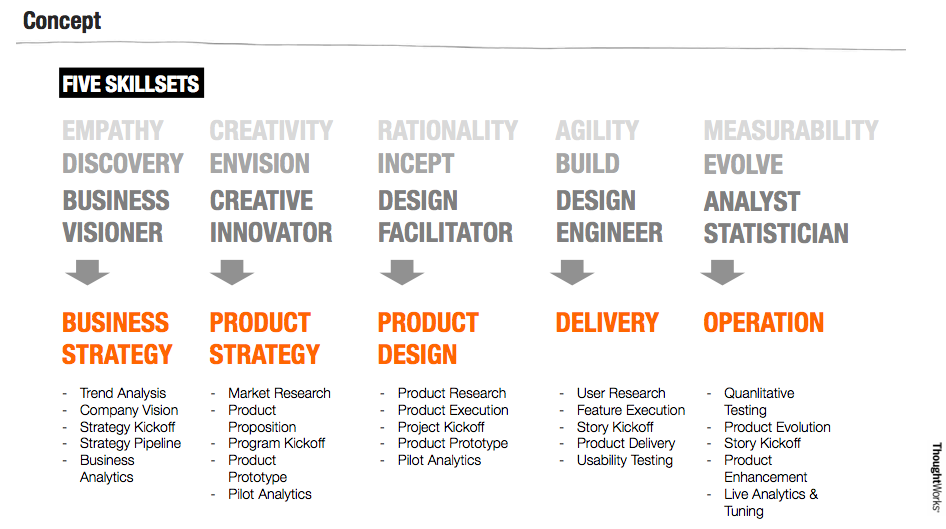 Concept
FIVE SKILLSETS
EMPATHY
DISCOVERY
BUSINESS
VISIONER
BUSINESS
STRATEGY
- Trend Analysis
- Company Vision
- Strategy Kickoff
- Strategy Pipeline
- Business
Analytics
CREATIVITY
ENVISION
CREATIVE
INNOVATOR
PRODUCT
STRATEGY
- Market Research
- Product
Proposition
- Program Kickoff
- Product
Prototype
- Pilot Analytics
RATIONALITY
INCEPT
DESIGN
FACILITATOR
PRODUCT
DESIGN
- Product Research
- Product Execution
- Project Kickoff
- Product Prototype
- Pilot Analytics
AGILITY
BUILD
DESIGN
ENGINEER
DELIVERY
- User Research
- Feature Execution
- Story Kickoff
- Product Delivery
- Usability Testing
MEASURABILITY
EVOLVE
ANALYST
STATISTICIAN
OPERATION
- Quanlitative
Testing
- Product Evolution
- Story Kickoff
- Product
Enhancement
- Live Analytics &
Tuning
ThoughtWorks®